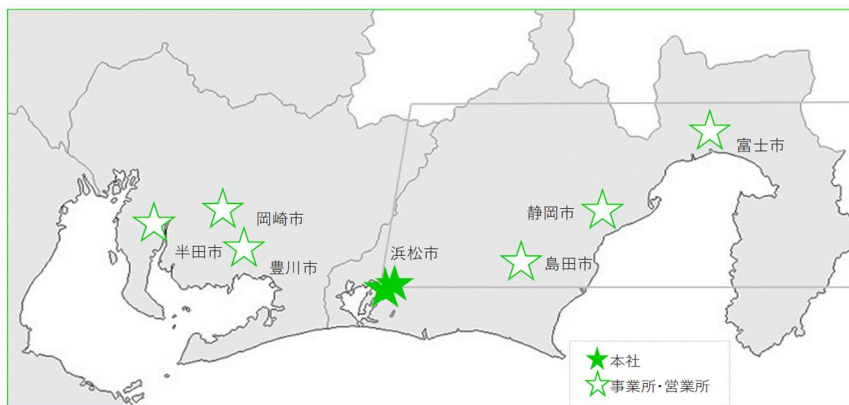 富士市
静岡市
岡崎市
半田市
豊川市
浜松市
島田市
本社
事業所・営業所